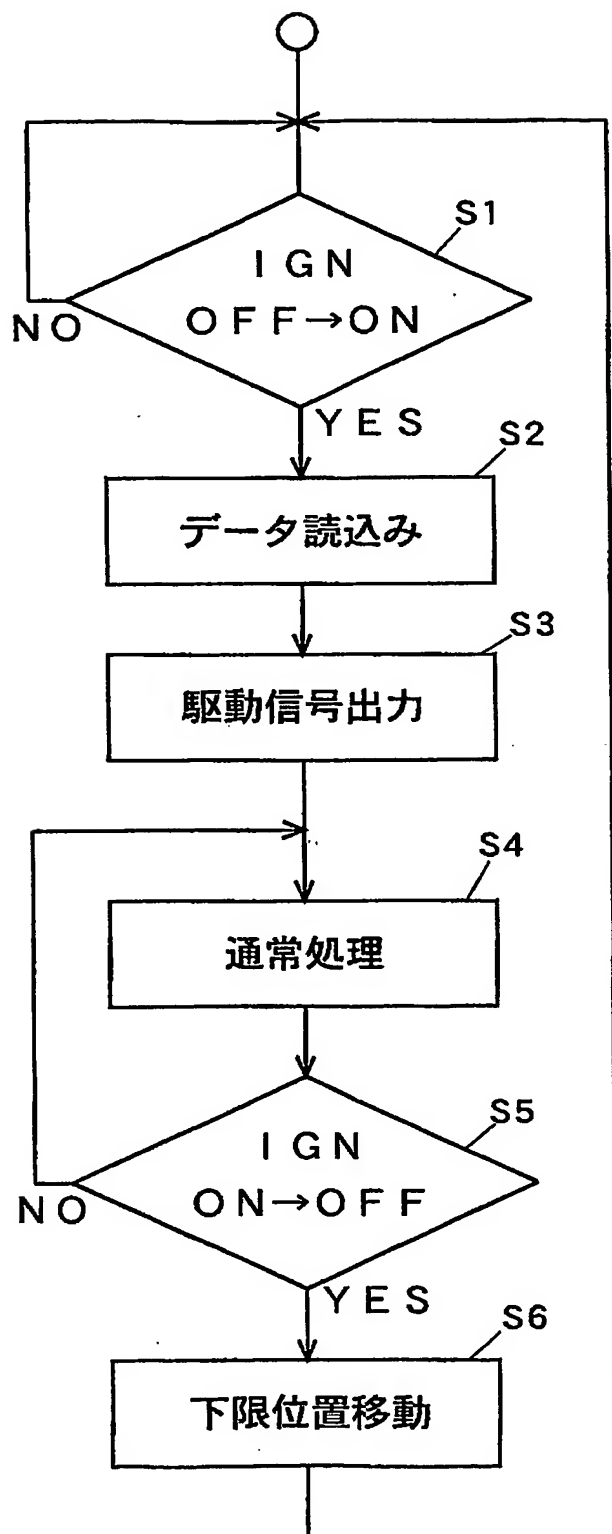 S1
IGN
OFF→ON
NO
YES
S2
データ読込み
S3
駆動信号出力
S4
通常処理
S5
IGN
ON→OFF
NO
YES
S6
下限位置移動